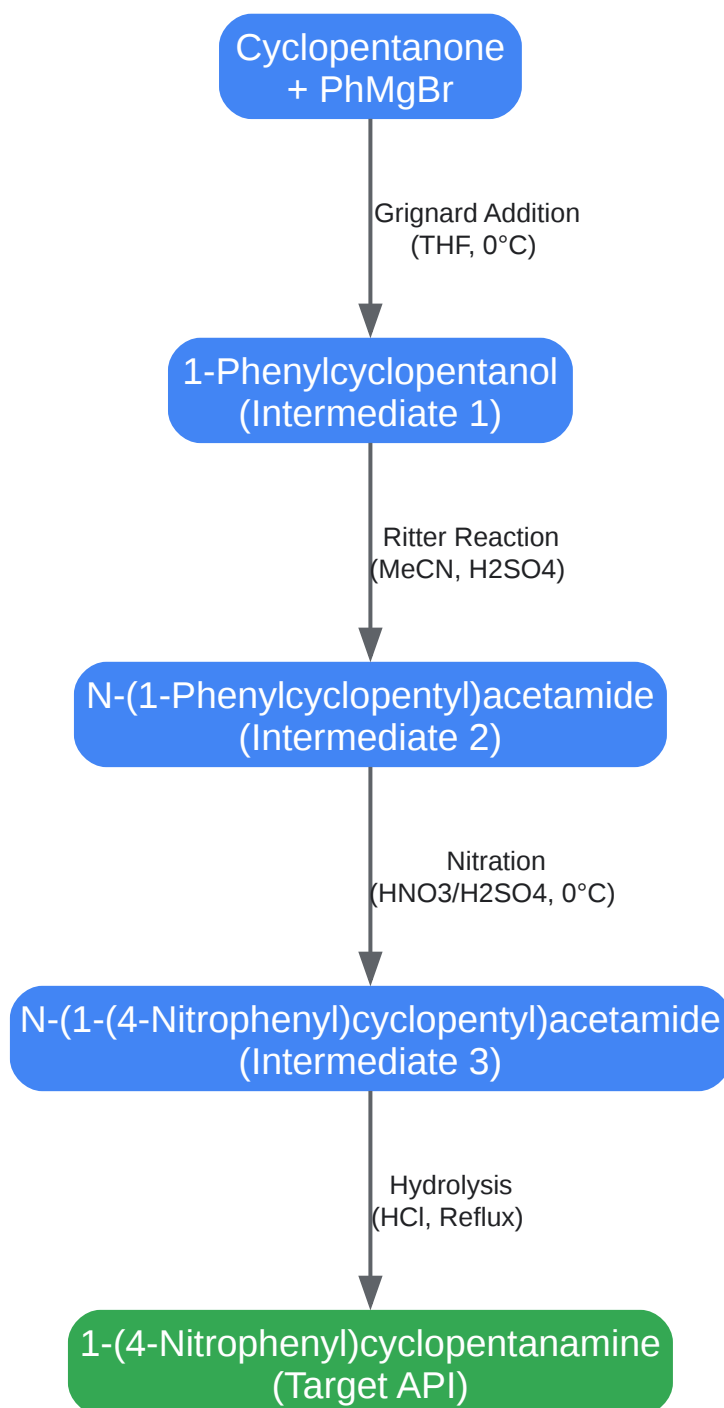 Cyclopentanone
+ PhMgBr
Grignard Addition
(THF, 0°C)
1-Phenylcyclopentanol
(Intermediate 1)
Ritter Reaction
(MeCN, H2SO4)
N-(1-Phenylcyclopentyl)acetamide
(Intermediate 2)
Nitration
(HNO3/H2SO4, 0°C)
N-(1-(4-Nitrophenyl)cyclopentyl)acetamide
(Intermediate 3)
Hydrolysis
(HCl, Reflux)
1-(4-Nitrophenyl)cyclopentanamine
(Target API)